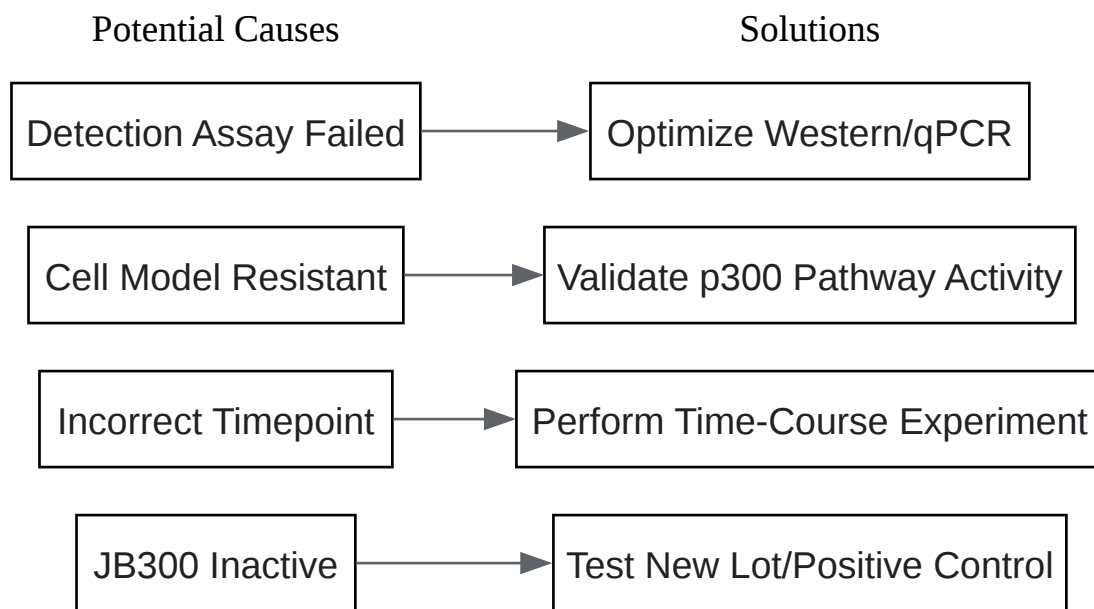 Potential Causes
Solutions
Detection Assay Failed
Optimize Western/qPCR
Cell Model Resistant
Validate p300 Pathway Activity
Incorrect Timepoint
Perform Time-Course Experiment
JB300 Inactive
Test New Lot/Positive Control